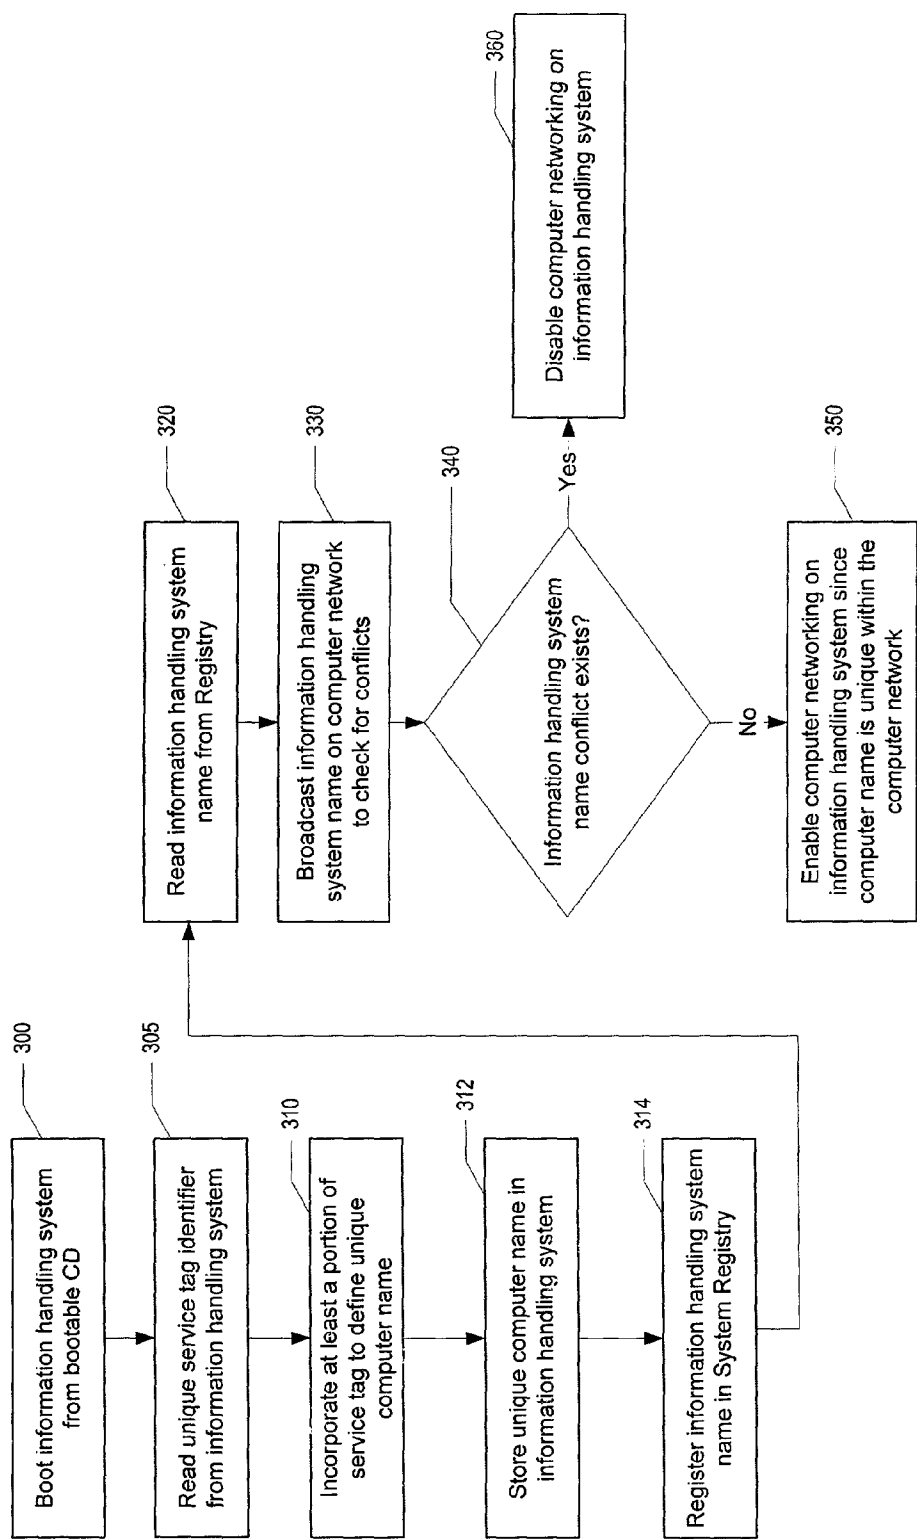 300
Boot information handling system
from bootable CD
305
Read unique service tag identifier
from information handling system
310
Incorporate at least a portion of
service tag to define unique
computer name
312
Store unique computer name in
information handling system
314
Register information handling system
name in System Registry
320
Read information handling system
name from Registry
330
Broadcast information handling
system name on computer network
to check for conflicts
340
Information handling system
name conflict exists?
Yes
No
360
Disable computer networking on
information handling system
350
Enable computer networking on
information handling system since
computer name is unique within the
computer network